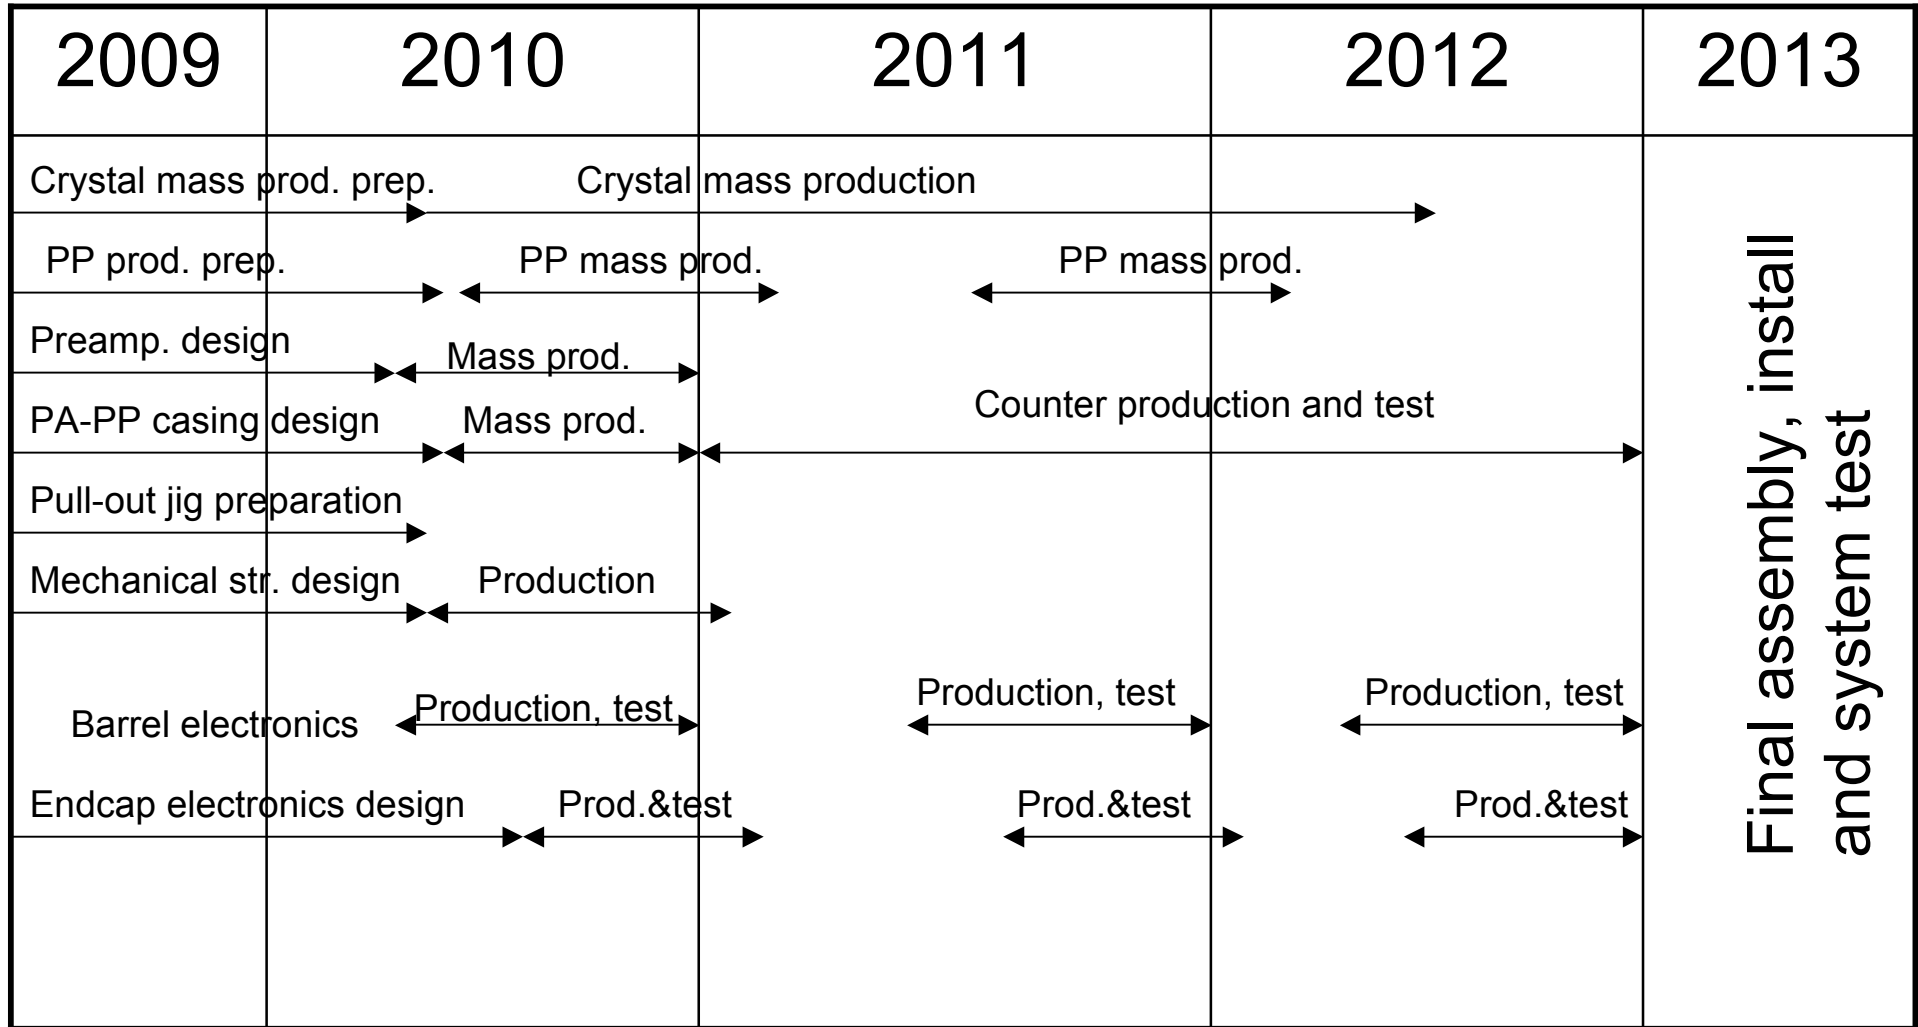 2009 2010 2011 2012 2013
Crystal mass prod. prep. Crystal mass production
PP prod. prep. PP mass prod. PP mass prod.
Preamp. design Mass prod.
PA-PP casing design Mass prod. Counter production and test
Pull-out jig preparation
Mechanical str. design Production
Barrel electronics Production, test Production, test Production, test
Endcap electronics design Prod.&test Prod.&test Prod.&test
Final assembly, install
and system test